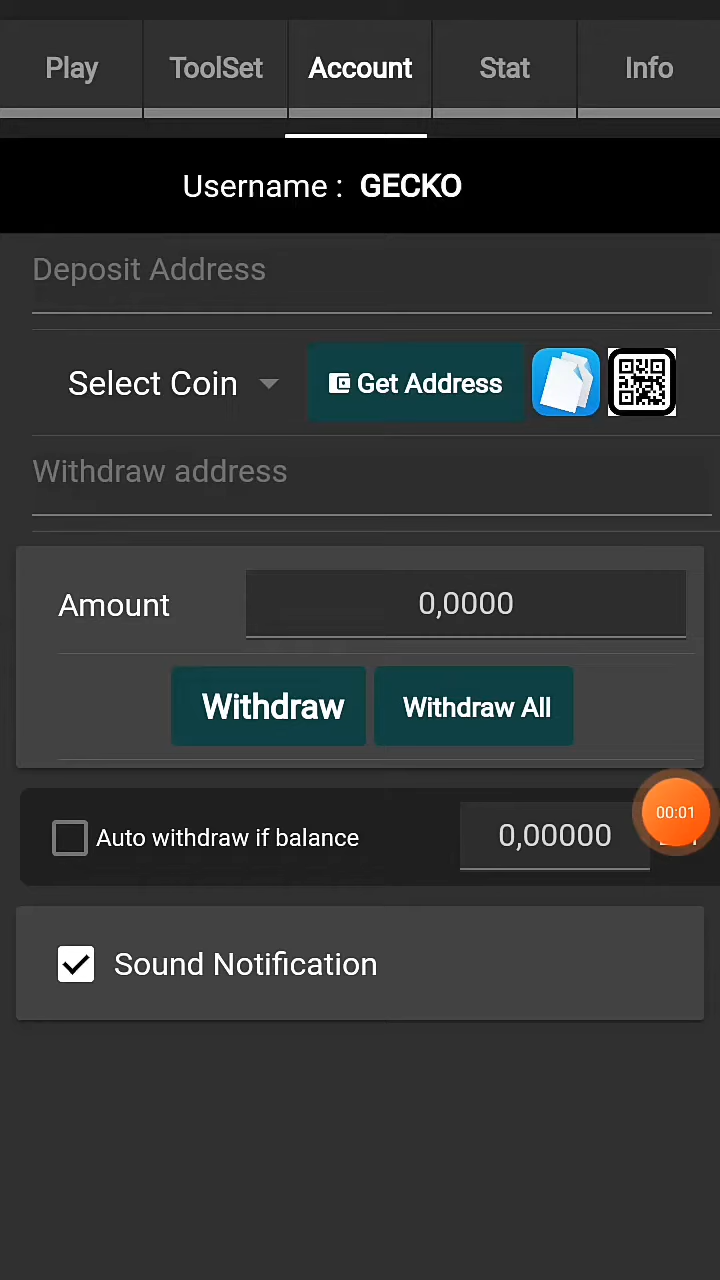 Play ToolSet Account Stat Info
Username : GECKO
Deposit Address
Select Coin Get Address
Withdraw address
Amount 0,0000
Withdraw Withdraw All
Auto withdraw if balance 0,00000
00:01
Sound Notification